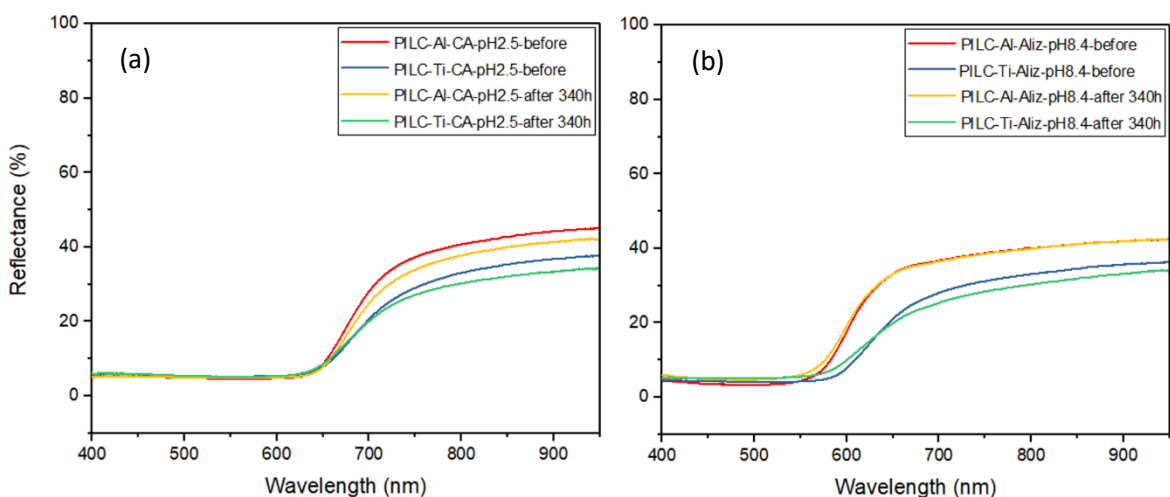 (a)
PILC-Al-CA-pH2.5-before
PILC-Ti-CA-pH2.5-before
PILC-Al-CA-pH2.5-after 340h
PILC-Ti-CA-pH2.5-after 340h
100
80
60
40
20
0
Reflectance (%)
400
500
600
700
800
900
Wavelength (nm)
(b)
PILC-Al-Aliz-pH8.4-before
PILC-Ti-Aliz-pH8.4-before
PILC-Al-Aliz-pH8.4-after 340h
PILC-Ti-Aliz-pH8.4-after 340h
100
80
60
40
20
0
400
500
600
700
800
900
Wavelength (nm)